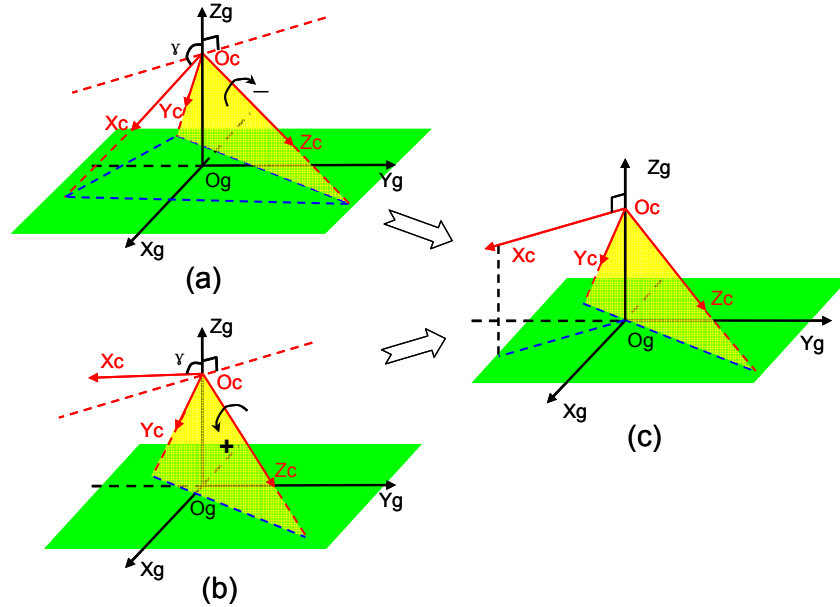 Zg
ɣ
Oc
Xc
Yc
−
Zc
Og
Yg
Xg
(a)
Zg
Xc
ɣ
Oc
Yc
+
Zc
Og
Yg
Xg
(b)
Zg
Oc
Xc
Yc
Zc
Og
Yg
Xg
(c)